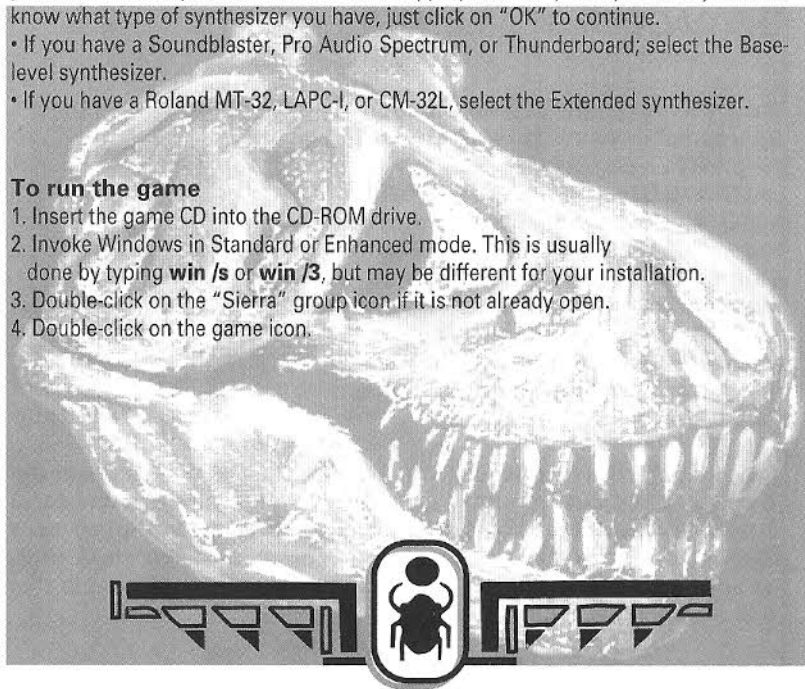 know what type of synthesizer you have, just click on “OK” to continue.
• If you have a Soundblaster, Pro Audio Spectrum, or Thunderboard; select the Base-
level synthesizer.
• If you have a Roland MT-32, LAPC-I, or CM-32L, select the Extended synthesizer.
To run the game
1. Insert the game CD into the CD-ROM drive.
2. Invoke Windows in Standard or Enhanced mode. This is usually
done by typing win /s or win /3, but may be different for your installation.
3. Double-click on the “Sierra” group icon if it is not already open.
4. Double-click on the game icon.